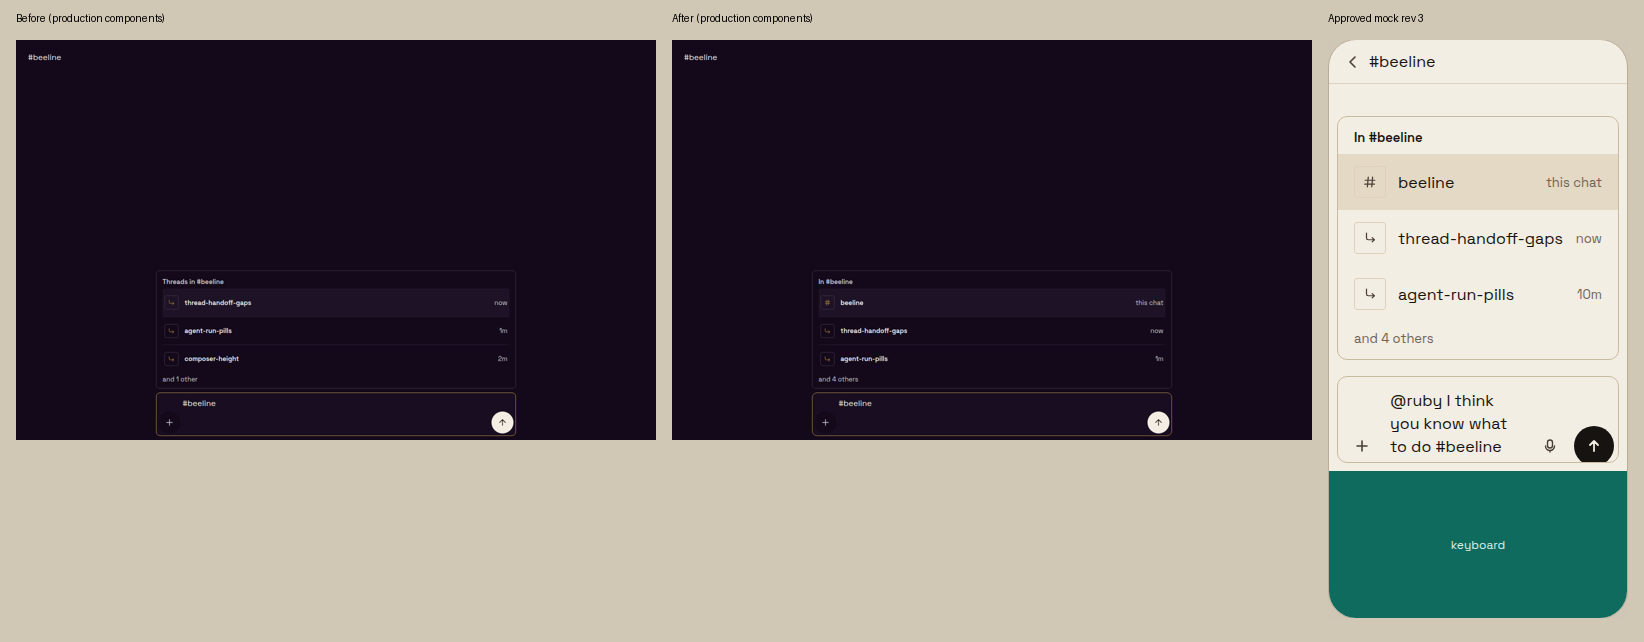 Before (production components)
#beeline
Threads in #beeline
thread-handoff-gaps now
agent-run-pills 1m
composer-height 2m
and 1 other
#beeline
After (production components)
#beeline
In #beeline
# beeline this chat
thread-handoff-gaps now
agent-run-pills 1m
and 4 others
#beeline
Approved mock rev 3
#beeline
In #beeline
# beeline this chat
thread-handoff-gaps now
agent-run-pills 10m
and 4 others
@ruby I think
you know what
to do #beeline
keyboard